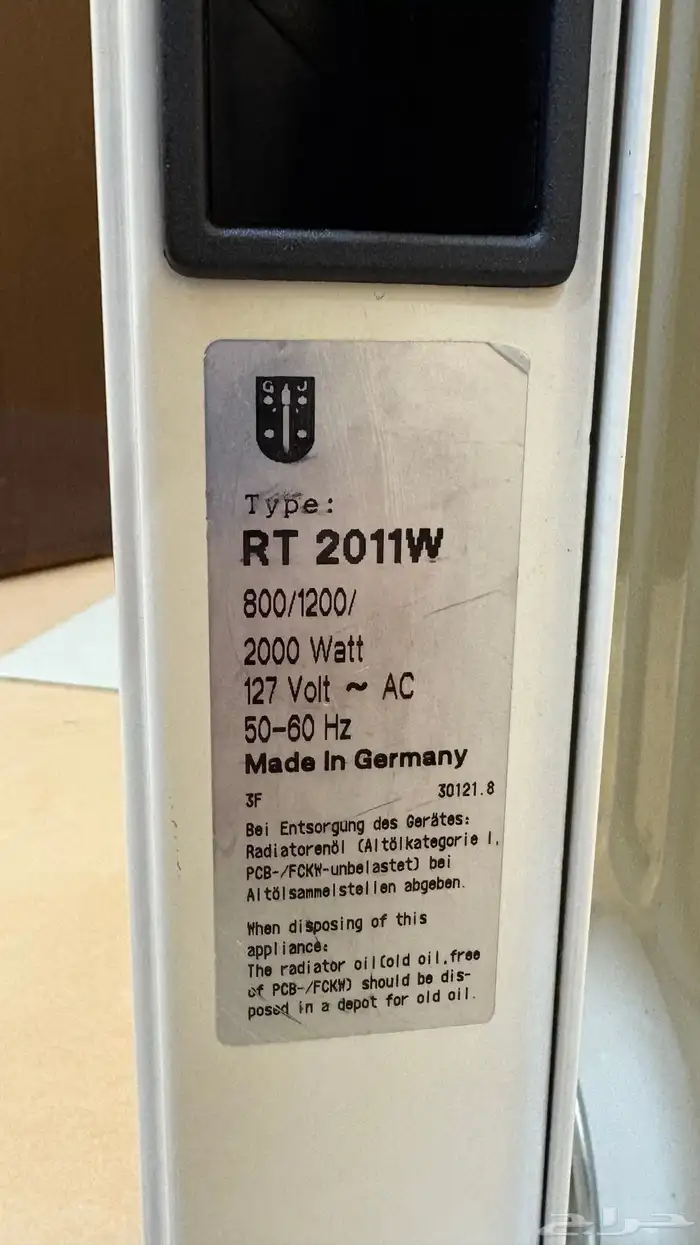 G J
Type:
RT 2011W
800/1200/
2000 Watt
127 Volt ~ AC
50-60 Hz
Made in Germany
3F 30121.8
Bei Entsorgung des Gerätes:
Radiatorenöl (Altölkategorie I,
PCB-/FCKW-unbelastet) bei
Altölsammelstellen abgeben.
When disposing of this
appliance:
The radiator oil(old oil,free
of PCB-/FCKW) should be dis-
posed in a depot for old oil.
حراج